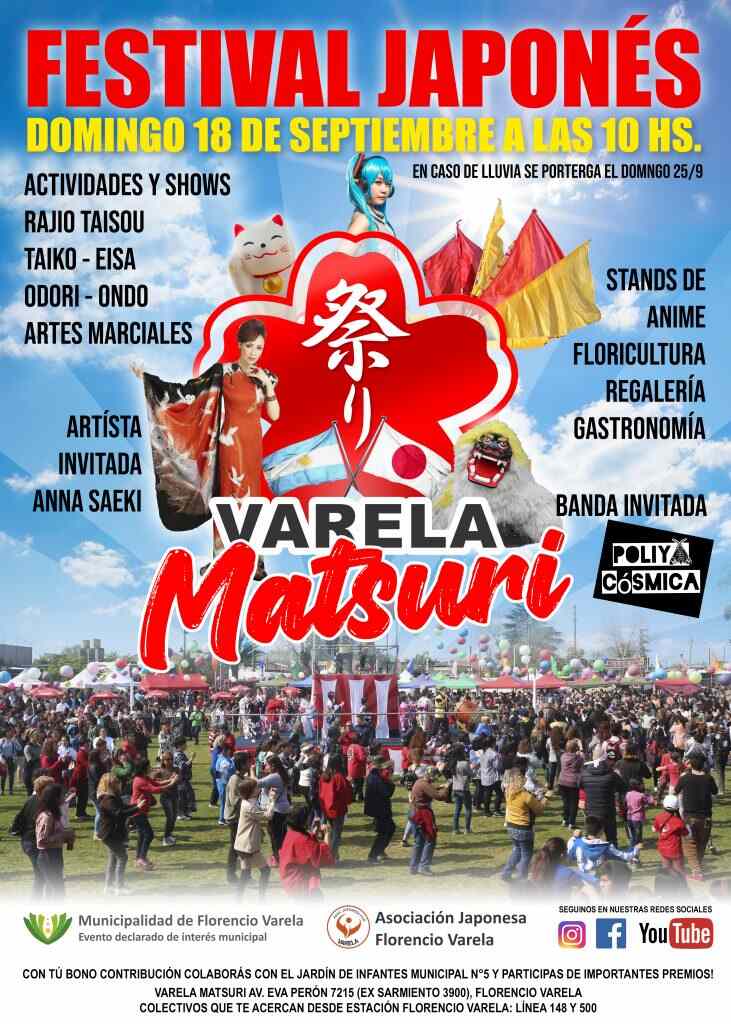 FESTIVAL JAPONÉS
DOMINGO 18 DE SEPTIEMBRE A LAS 10 HS.
EN CASO DE LLUVIA SE PORTERGA EL DOMNGO 25/9
ACTIVIDADES Y SHOWS
RAJIO TAISOU
TAIKO - EISA
ODORI - ONDO
ARTES MARCIALES
STANDS DE
ANIME
FLORICULTURA
REGALERÍA
GASTRONOMÍA
祭り
ARTÍSTA
INVITADA
ANNA SAEKI
BANDA INVITADA
POLIYA
CÓSMICA
VARELA
Matsuri
Municipalidad de Florencio Varela
Evento declarado de interés municipal
VARELA
Asociación Japonesa
Florencio Varela
SEGUINOS EN NUESTRAS REDES SOCIALES
YouTube
CON TÚ BONO CONTRIBUCIÓN COLABORÁS CON EL JARDÍN DE INFANTES MUNICIPAL N°5 Y PARTICIPAS DE IMPORTANTES PREMIOS!
VARELA MATSURI AV. EVA PERÓN 7215 (EX SARMIENTO 3900), FLORENCIO VARELA
COLECTIVOS QUE TE ACERCAN DESDE ESTACIÓN FLORENCIO VARELA: LÍNEA 148 Y 500